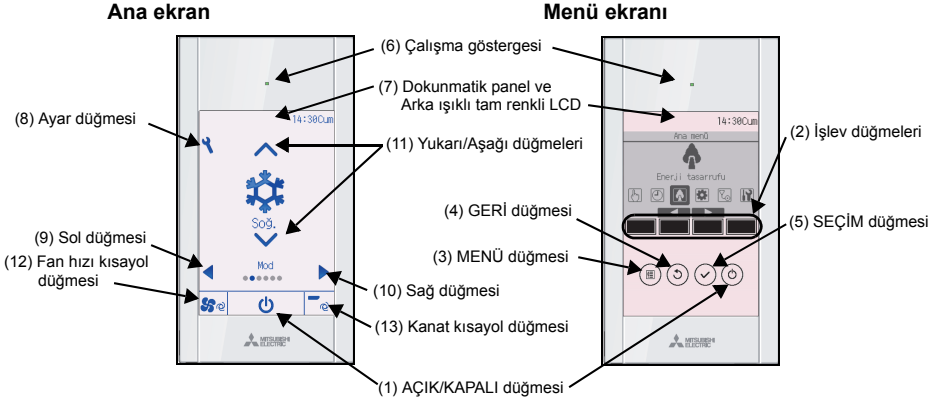 Ana ekran
Menü ekranı
(6) Çalışma göstergesi
(7) Dokunmatik panel ve
Arka ışıklı tam renkli LCD
(8) Ayar düğmesi
(11) Yukarı/Aşağı düğmeleri
(2) İşlev düğmeleri
(4) GERİ düğmesi
(5) SEÇİM düğmesi
(9) Sol düğmesi
(3) MENÜ düğmesi
(12) Fan hızı kısayol
düğmesi
(10) Sağ düğmesi
(13) Kanat kısayol düğmesi
(1) AÇIK/KAPALI düğmesi
14:30Cum
Soğ.
Mod
MITSUBISHI
ELECTRIC
14:30Cum
Ana menü
Enerji tasarrufu
MITSUBISHI
ELECTRIC